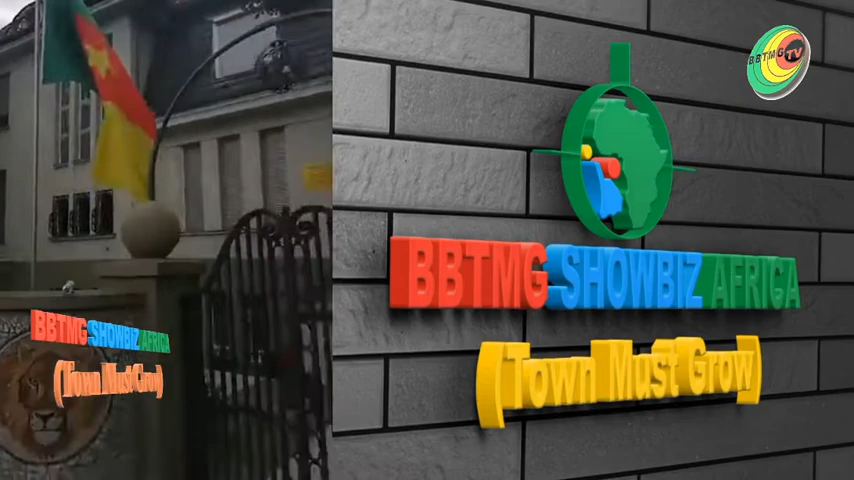 BBTMG TV
BBTMG SHOWBIZ AFRICA
(Town Must Grow)
BBTMG SHOWBIZ AFRICA
(Town Must Grow)